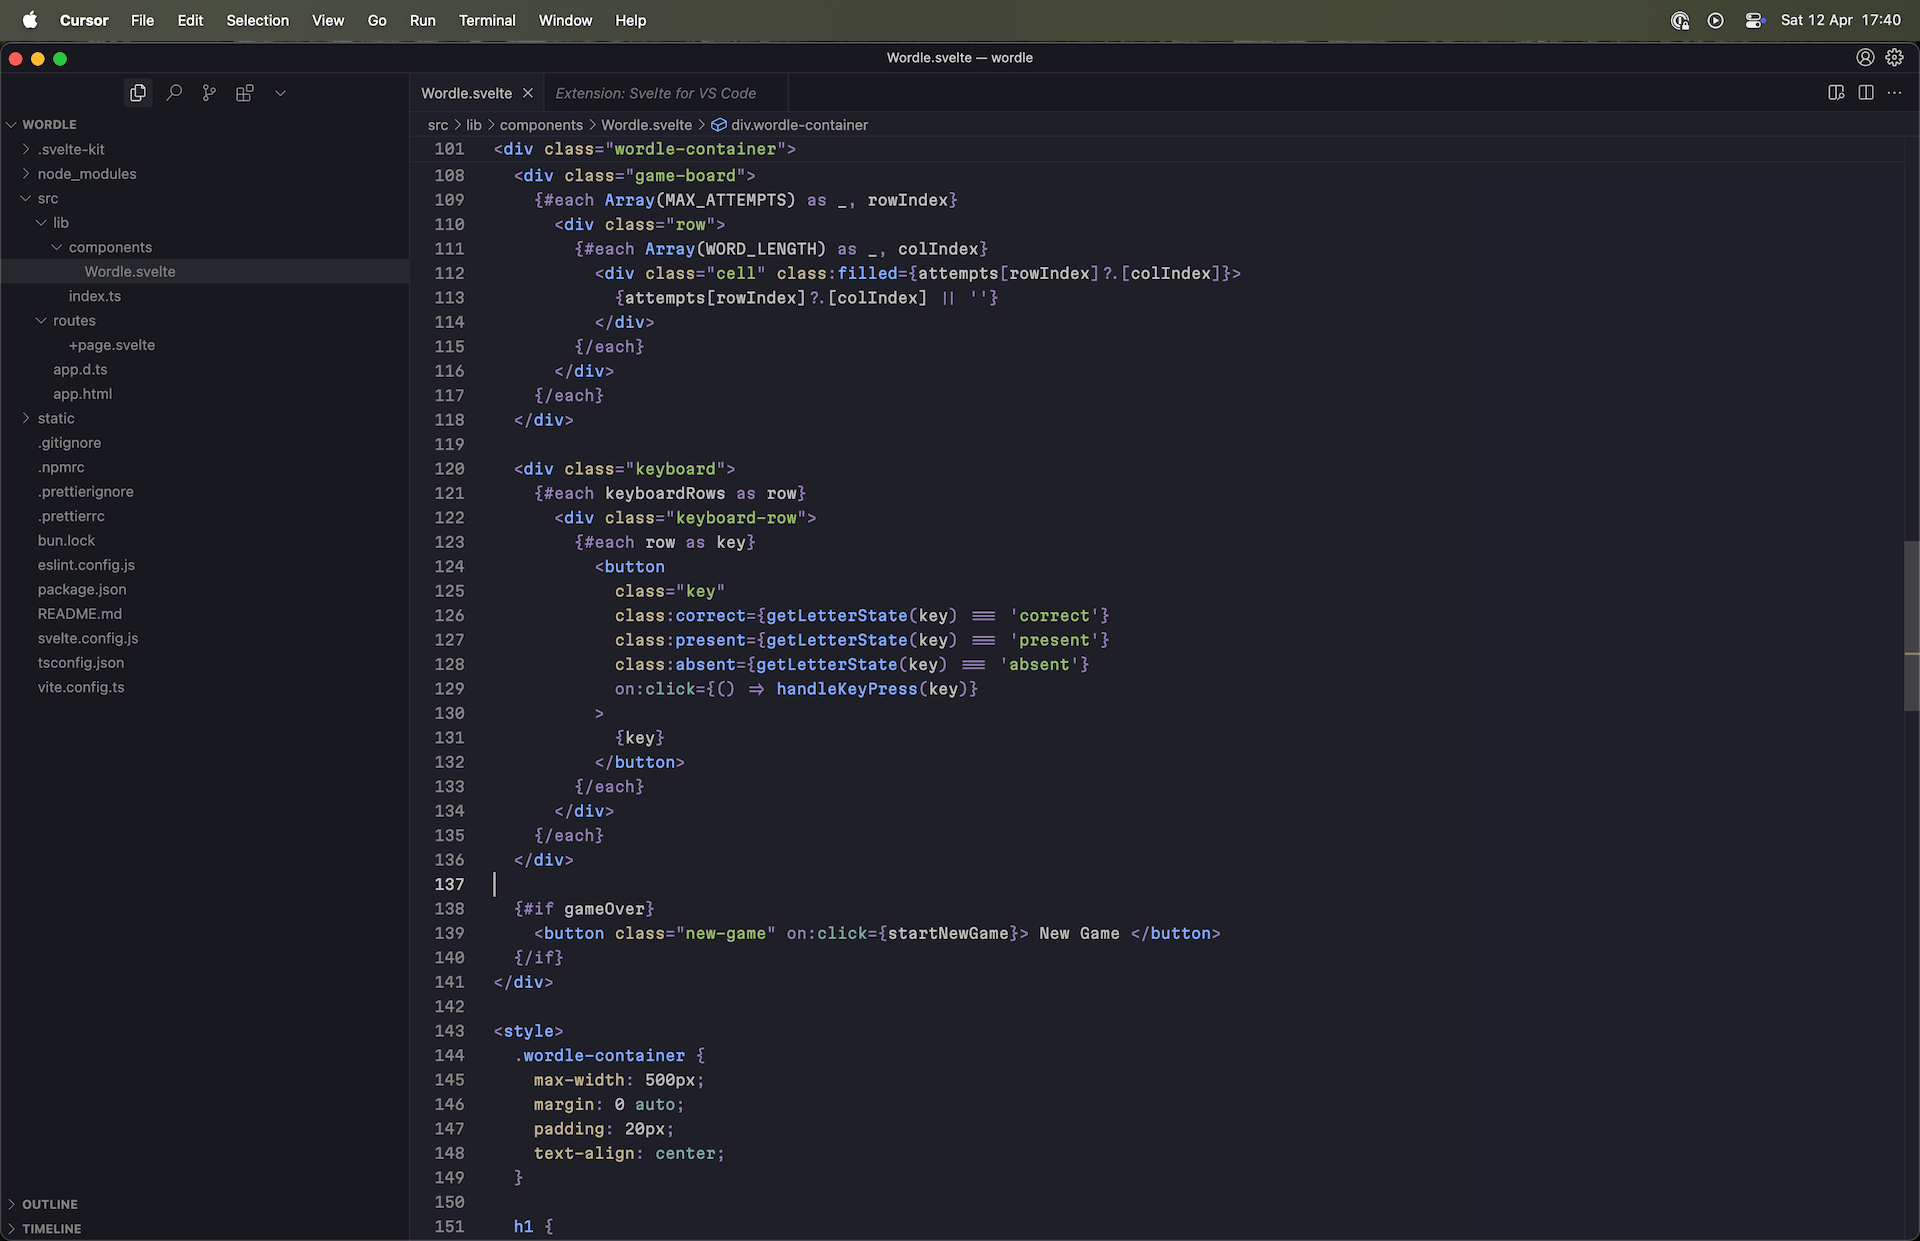 Cursor File Edit Selection View Go Run Terminal Window Help Sat 12 Apr 17:40
Wordle.svelte — wordle
Wordle.svelte Extension: Svelte for VS Code
WORDLE
.svelte-kit
node_modules
src
lib
components
Wordle.svelte
index.ts
routes
+page.svelte
app.d.ts
app.html
static
.gitignore
.npmrc
.prettierignore
.prettierrc
bun.lock
eslint.config.js
package.json
README.md
svelte.config.js
tsconfig.json
vite.config.ts
OUTLINE
TIMELINE
src > lib > components > Wordle.svelte > div.wordle-container
101 <div class="wordle-container">
108 <div class="game-board">
109 {#each Array(MAX_ATTEMPTS) as _, rowIndex}
110 <div class="row">
111 {#each Array(WORD_LENGTH) as _, colIndex}
112 <div class="cell" class:filled={attempts[rowIndex]?.[colIndex]}>
113 {attempts[rowIndex]?.[colIndex] || ''}
114 </div>
115 {/each}
116 </div>
117 {/each}
118 </div>
119
120 <div class="keyboard">
121 {#each keyboardRows as row}
122 <div class="keyboard-row">
123 {#each row as key}
124 <button
125 class="key"
126 class:correct={getLetterState(key) === 'correct'}
127 class:present={getLetterState(key) === 'present'}
128 class:absent={getLetterState(key) === 'absent'}
129 on:click={() => handleKeyPress(key)}
130 >
131 {key}
132 </button>
133 {/each}
134 </div>
135 {/each}
136 </div>
137
138 {#if gameOver}
139 <button class="new-game" on:click={startNewGame}> New Game </button>
140 {/if}
141 </div>
142
143 <style>
144 .wordle-container {
145 max-width: 500px;
146 margin: 0 auto;
147 padding: 20px;
148 text-align: center;
149 }
150
151 h1 {